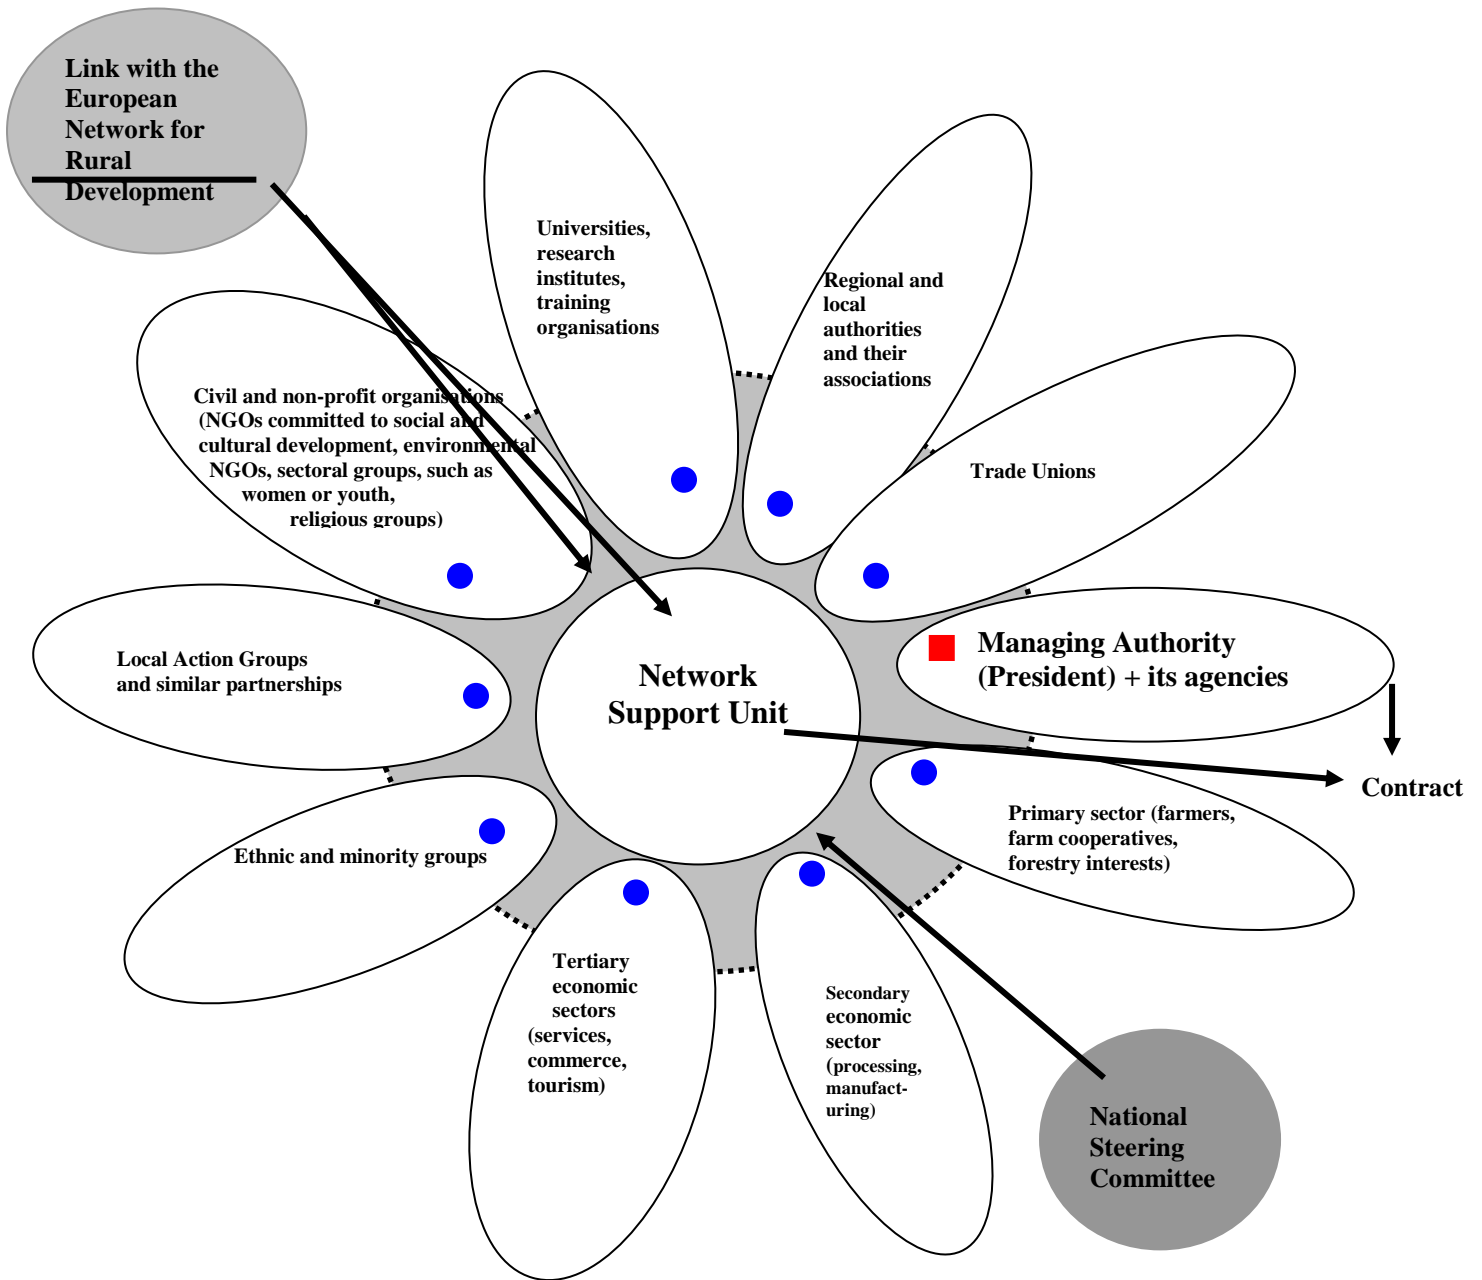 Link with the
European
Network for
Rural
Development
Universities,
research
institutes,
training
organisations
Regional and
local
authorities
and their
associations
Civil and non-profit organisations
(NGOs committed to social and
cultural development, environmental
NGOs, sectoral groups, such as
women or youth,
religious groups)
Trade Unions
Local Action Groups
and similar partnerships
Network
Support Unit
Managing Authority
(President) + its agencies
Contract
Primary sector (farmers,
farm cooperatives,
forestry interests)
Ethnic and minority groups
Tertiary
economic
sectors
(services,
commerce,
tourism)
Secondary
economic
sector
(processing,
manufact-
uring)
National
Steering
Committee